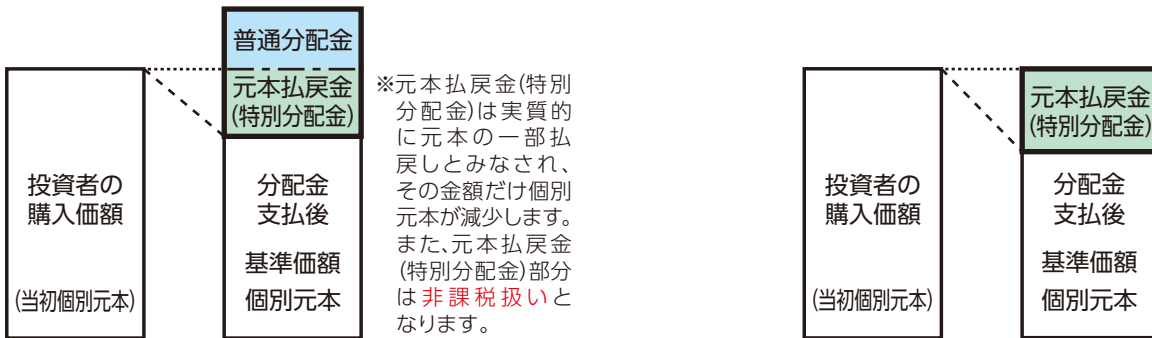 普通分配金
元本払戻金
(特別分配金)
投資者の
購入価額
(当初個別元本)
分配金
支払後
基準価額
個別元本
※元本払戻金(特別
分配金)は実質的
に元本の一部払
戻しとみなされ、
その金額だけ個別
元本が減少します。
また、元本払戻金
(特別分配金)部分
は非課税扱いと
なります。
投資者の
購入価額
(当初個別元本)
元本払戻金
(特別分配金)
分配金
支払後
基準価額
個別元本